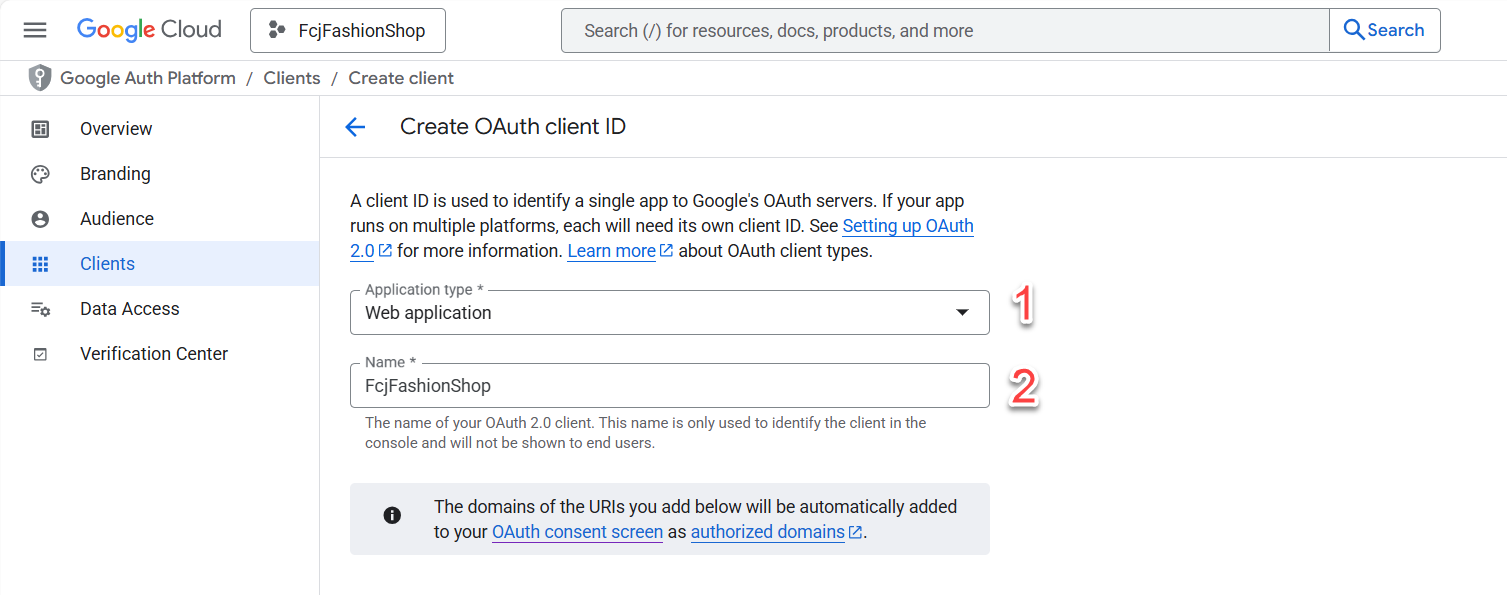 Google Cloud
FcjFashionShop
Search (/) for resources, docs, products, and more
Search
Google Auth Platform / Clients / Create client
Overview
Branding
Audience
Clients
Data Access
Verification Center
Create OAuth client ID
A client ID is used to identify a single app to Google's OAuth servers. If your app
runs on multiple platforms, each will need its own client ID. See Setting up OAuth
2.0 for more information. Learn more about OAuth client types.
Application type *
Web application
1
Name *
FcjFashionShop
2
The name of your OAuth 2.0 client. This name is only used to identify the client in the
console and will not be shown to end users.
The domains of the URIs you add below will be automatically added
to your OAuth consent screen as authorized domains.